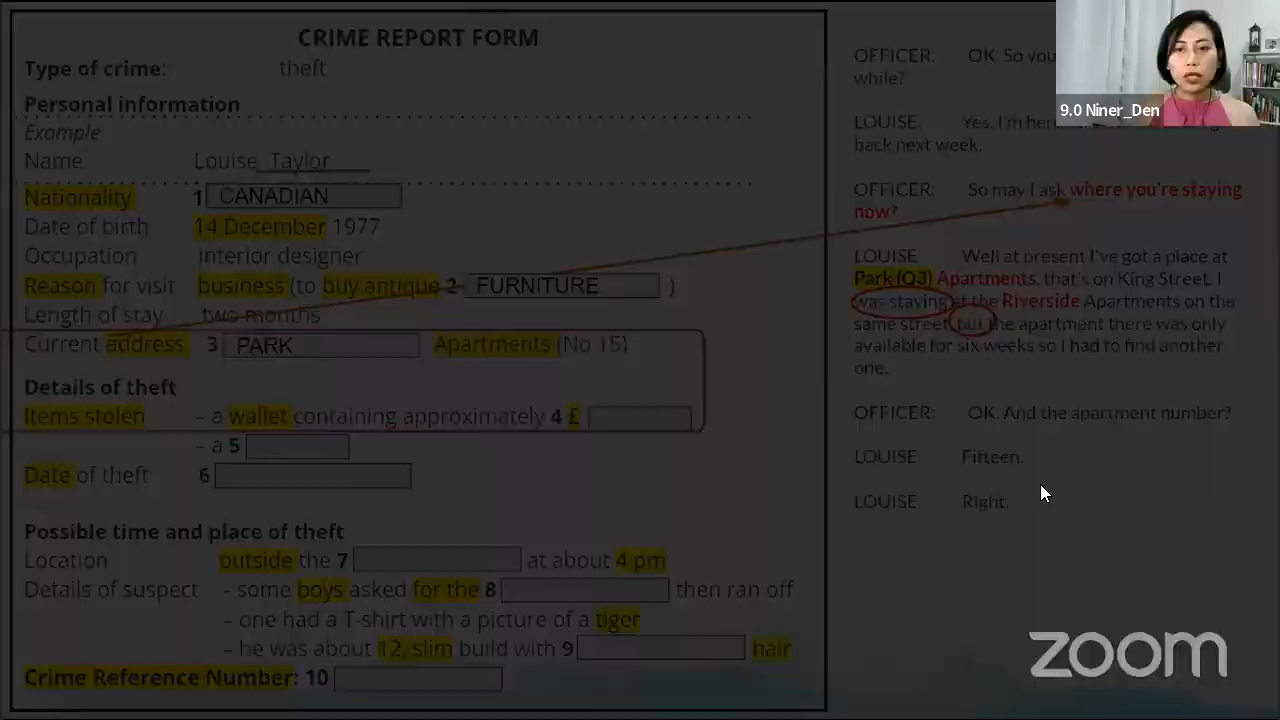 CRIME REPORT FORM
Type of crime: theft
Personal information
Example
Name Louise Taylor
Nationality 1 CANADIAN
Date of birth 14 December 1977
Occupation interior designer
Reason for visit business (to buy antique 2 FURNITURE )
Length of stay two months
Current address 3 PARK Apartments (No 15)
Details of theft
Items stolen – a wallet containing approximately 4 £
– a 5
Date of theft 6
Possible time and place of theft
Location outside the 7 at about 4 pm
Details of suspect – some boys asked for the 8 then ran off
– one had a T-shirt with a picture of a tiger
– he was about 12, slim build with 9 hair
Crime Reference Number: 10
OFFICER: OK. So you
while?
LOUISE: Yes. I'm here
back next week.
OFFICER: So may I ask where you're staying
now?
LOUISE Well at present I've got a place at
Park (Q3) Apartments, that's on King Street. I
was staying at the Riverside Apartments on the
same street but the apartment there was only
available for six weeks so I had to find another
one.
OFFICER: OK. And the apartment number?
LOUISE Fifteen.
LOUISE Right.
9.0 Niner_Den
zoom